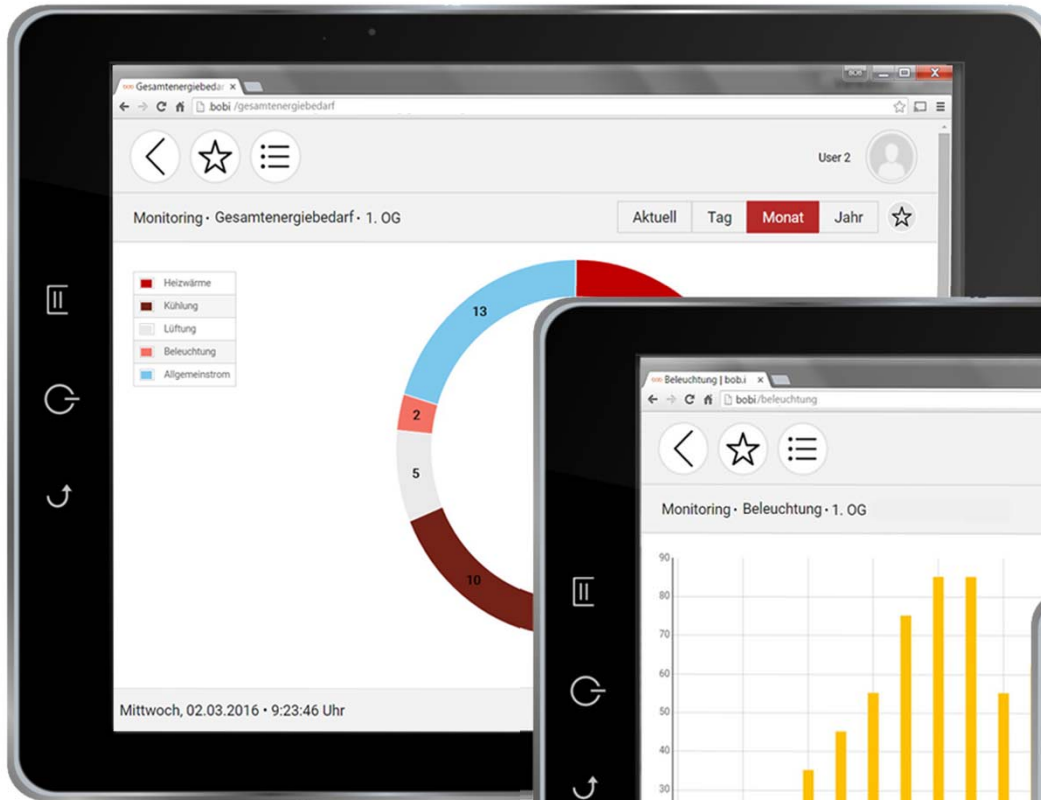 Gesamtenergiebedar
bobi /gesamtenergiebedarf
User 2
Monitoring · Gesamtenergiebedarf · 1. OG
Aktuell Tag Monat Jahr
Heizwärme
Kühlung
Lüftung
Beleuchtung
Allgemeinstrom
13
2
5
10
Mittwoch, 02.03.2016 • 9:23:46 Uhr
Beleuchtung | bob.i
bobi/beleuchtung
Monitoring · Beleuchtung · 1. OG
90
80
70
60
50
40
30